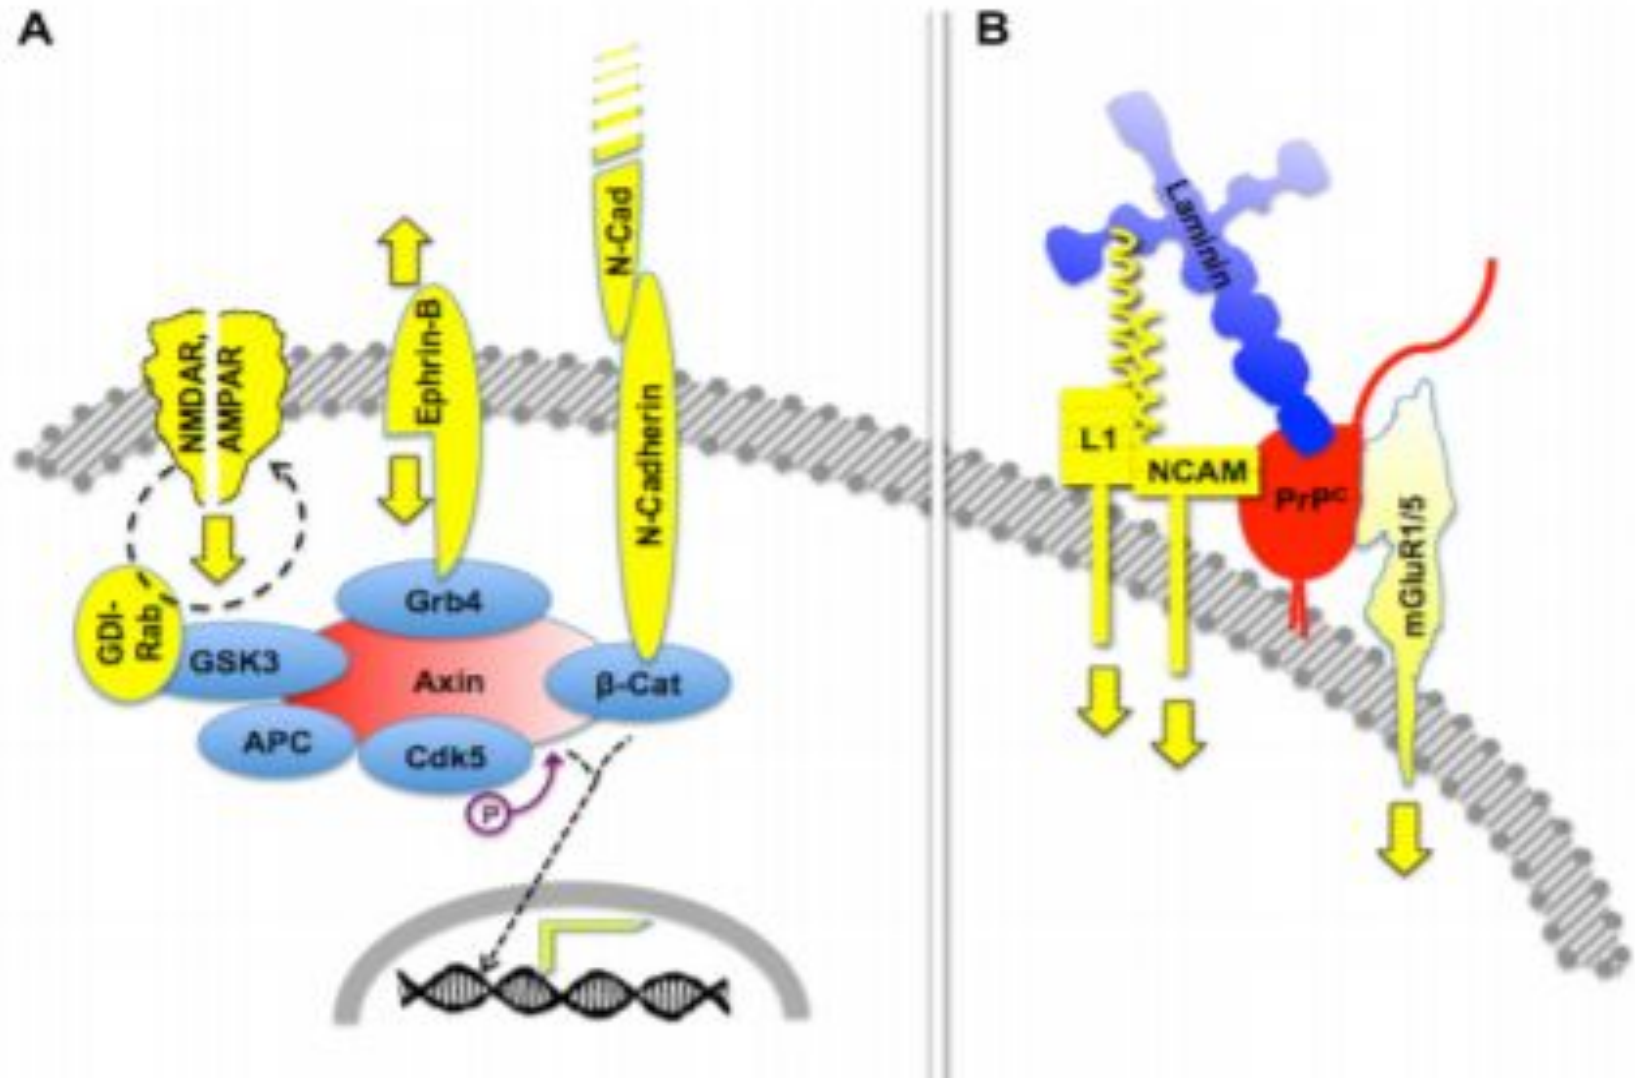 A
B
N-Cad
Laminin
NMDAR,
AMPAR
Ephrin-B
N-Cadherin
L1
NCAM
PrPᶜ
mGluR1/5
GDI-
Rab
Grb4
GSK3
Axin
β-Cat
APC
Cdk5
P